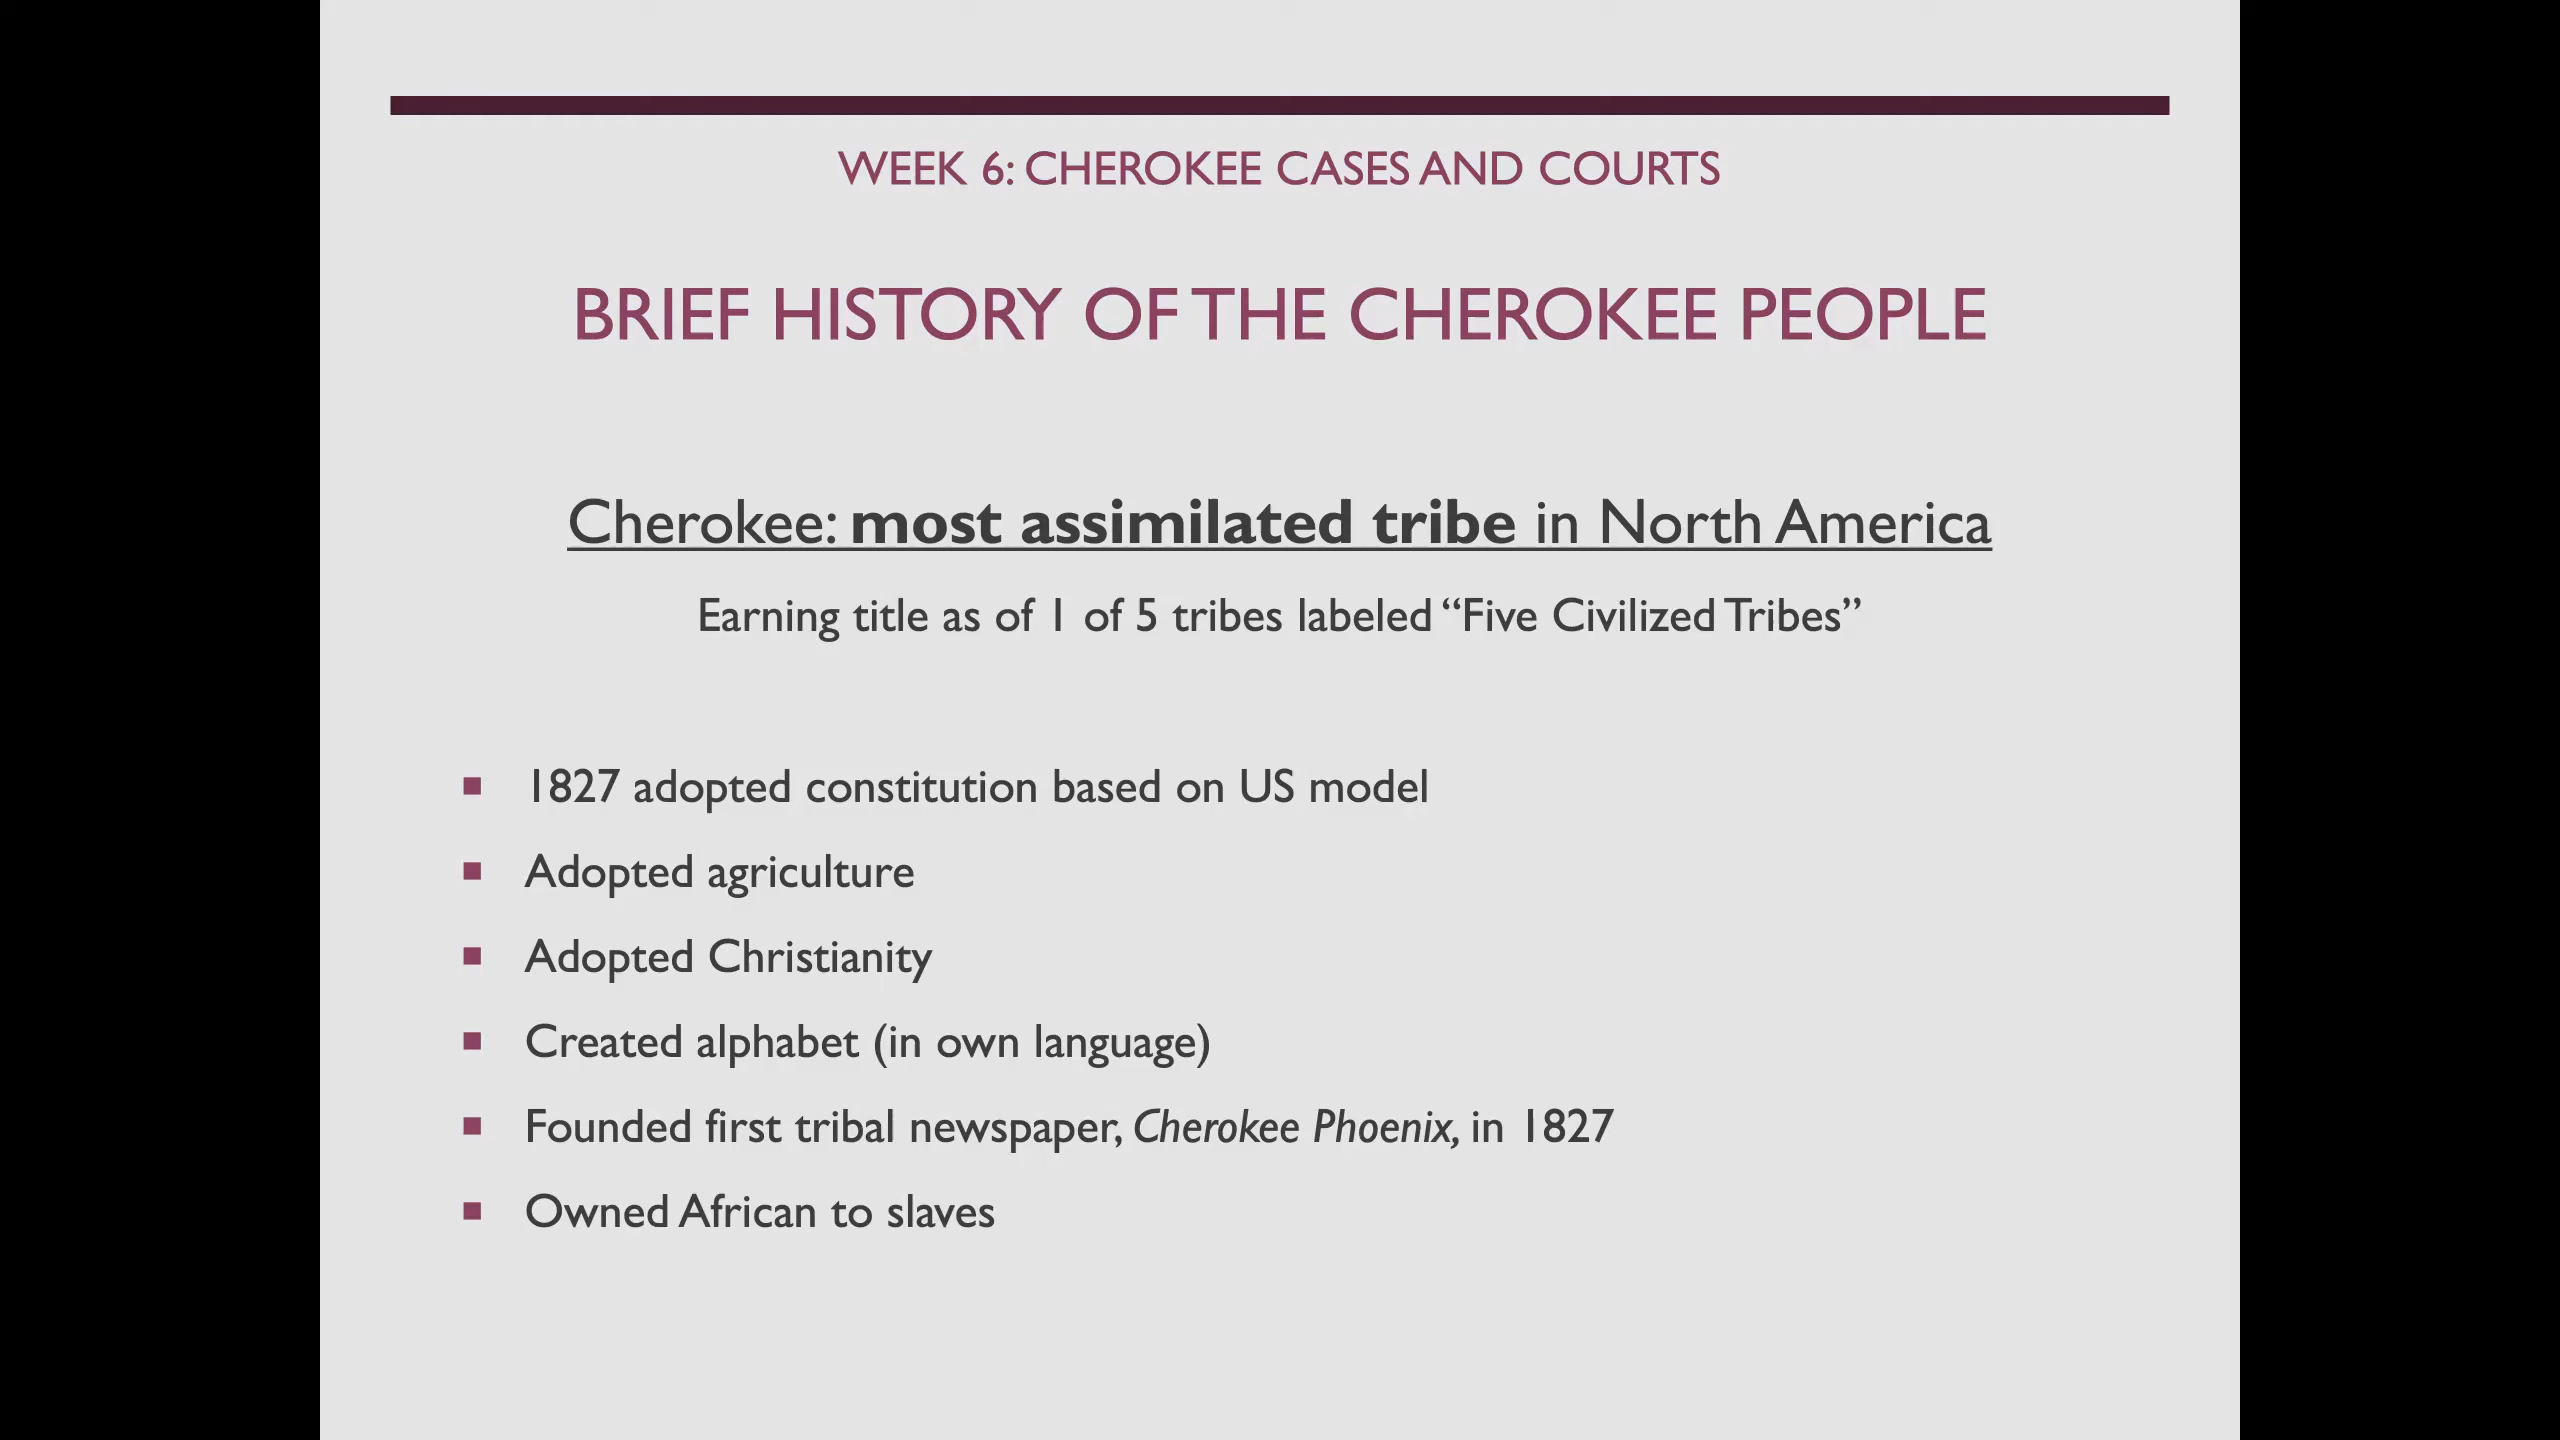 WEEK 6: CHEROKEE CASES AND COURTS
BRIEF HISTORY OF THE CHEROKEE PEOPLE
Cherokee: most assimilated tribe in North America
Earning title as of 1 of 5 tribes labeled “Five Civilized Tribes”
■ 1827 adopted constitution based on US model
■ Adopted agriculture
■ Adopted Christianity
■ Created alphabet (in own language)
■ Founded first tribal newspaper, Cherokee Phoenix, in 1827
■ Owned African to slaves